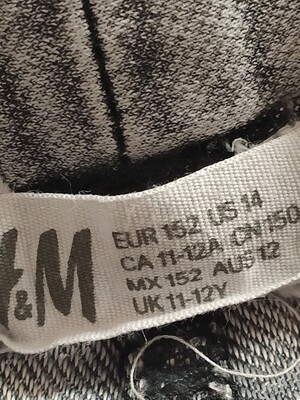 H&M
EUR 152 US 14
CA 11-12A CN 150
MX 152 AUS 12
UK 11-12Y